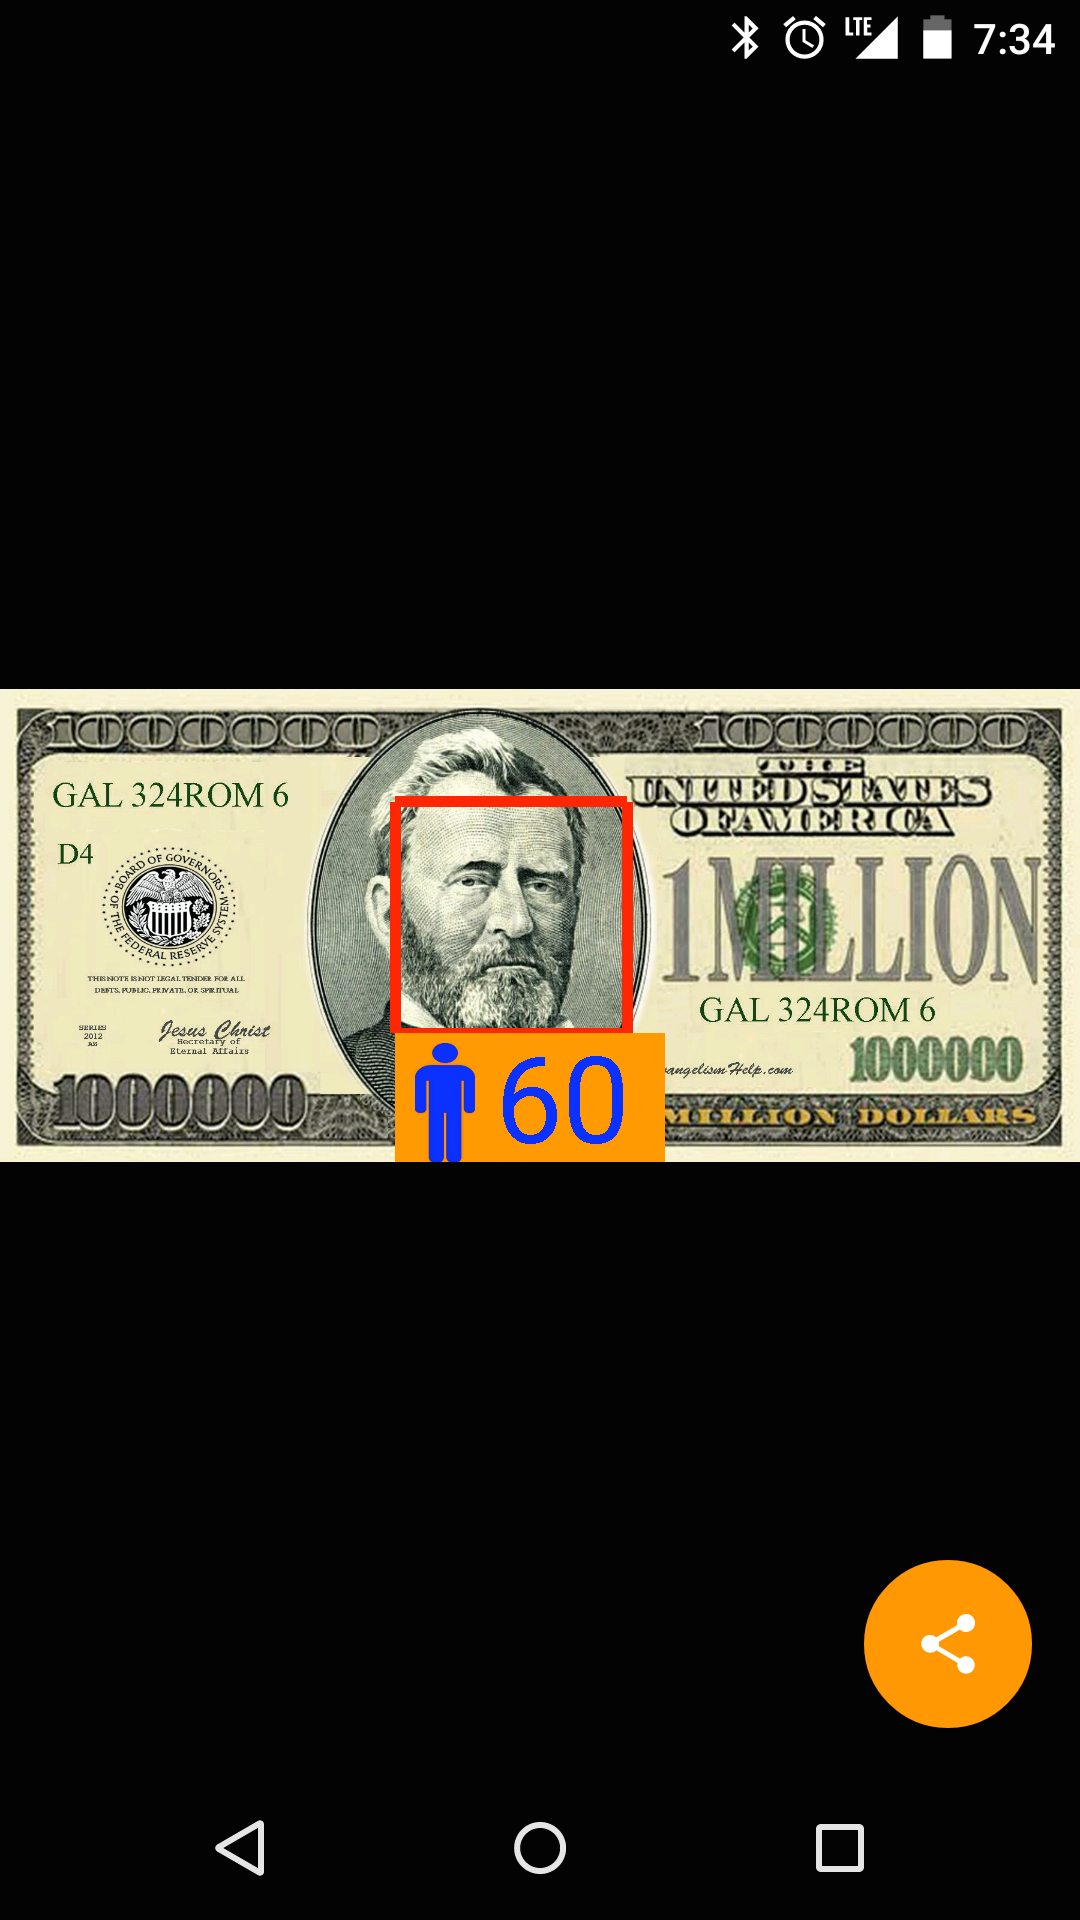 LTE 7:34
1000000 1000000
THE
UNITED STATES
OF AMERICA
GAL 324ROM 6
D4
BOARD OF GOVERNORS
OF THE FEDERAL RESERVE SYSTEM
1 MILLION
THIS NOTE IS NOT LEGAL TENDER FOR ALL
DEBTS, PUBLIC, PRIVATE, OR SPIRITUAL
GAL 324ROM 6
SERIES
2012
Jesus Christ
Secretary of
Eternal Affairs
1000000
vangelismHelp.com
1000000
MILLION DOLLARS
60